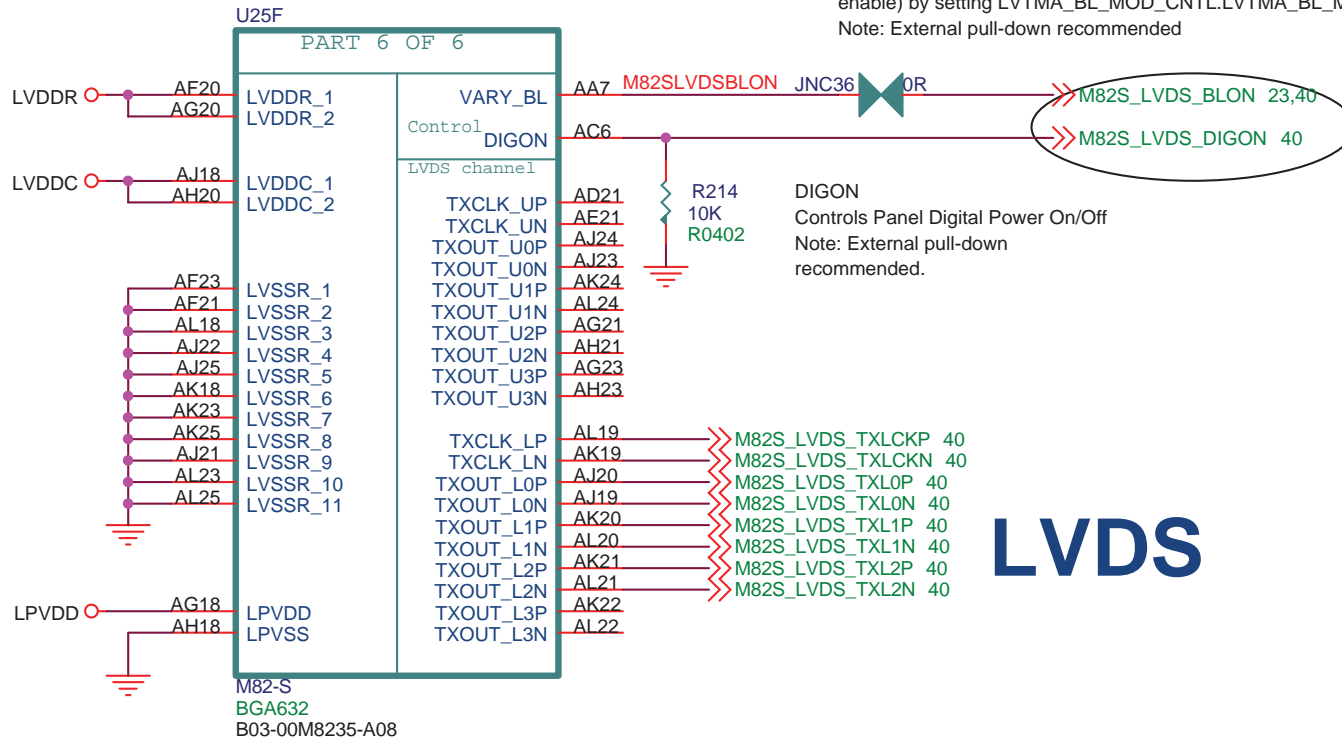 enable) by setting LVTMA_BL_MOD_CNTL.LVTMA_BL_M
Note: External pull-down recommended
U25F
PART 6 OF 6
LVDDR AF20 LVDDR_1
AG20 LVDDR_2
LVDDC AJ18 LVDDC_1
AH20 LVDDC_2
AF23 LVSSR_1
AF21 LVSSR_2
AL18 LVSSR_3
AJ22 LVSSR_4
AJ25 LVSSR_5
AK18 LVSSR_6
AK23 LVSSR_7
AK25 LVSSR_8
AJ21 LVSSR_9
AL23 LVSSR_10
AL25 LVSSR_11
LPVDD AG18 LPVDD
AH18 LPVSS
VARY_BL AA7 M82SLVDSBLON JNC36 0R M82S_LVDS_BLON 23,40
Control
DIGON AC6 M82S_LVDS_DIGON 40
LVDS channel
R214
10K
R0402
DIGON
Controls Panel Digital Power On/Off
Note: External pull-down
recommended.
TXCLK_UP AD21
TXCLK_UN AE21
TXOUT_U0P AJ24
TXOUT_U0N AJ23
TXOUT_U1P AK24
TXOUT_U1N AL24
TXOUT_U2P AG21
TXOUT_U2N AH21
TXOUT_U3P AG23
TXOUT_U3N AH23
TXCLK_LP AL19 M82S_LVDS_TXLCKP 40
TXCLK_LN AK19 M82S_LVDS_TXLCKN 40
TXOUT_L0P AJ20 M82S_LVDS_TXL0P 40
TXOUT_L0N AJ19 M82S_LVDS_TXL0N 40
TXOUT_L1P AK20 M82S_LVDS_TXL1P 40
TXOUT_L1N AL20 M82S_LVDS_TXL1N 40
TXOUT_L2P AK21 M82S_LVDS_TXL2P 40
TXOUT_L2N AL21 M82S_LVDS_TXL2N 40
TXOUT_L3P AK22
TXOUT_L3N AL22
LVDS
M82-S
BGA632
B03-00M8235-A08